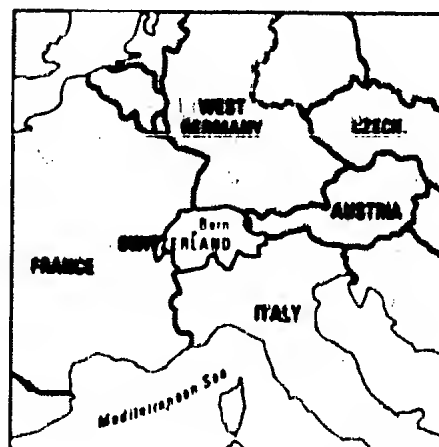 WEST
GERMANY
CZECH.
AUSTRIA
Bern
SWITZERLAND
FRANCE
ITALY
Mediterranean Sea